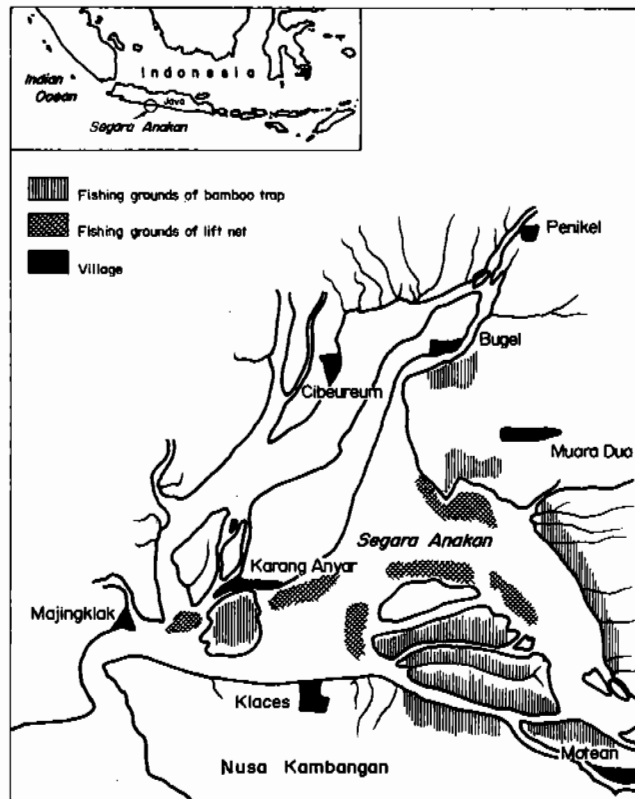 Indonesia
Indian
Ocean
Java
Segara Anakan
Fishing grounds of bamboo trap
Fishing grounds of lift net
Village
Penikel
Bugel
Cibeureum
Muara Dua
Segara Anakan
Karang Anyar
Majingklak
Klaces
Motean
Nusa Kambangan